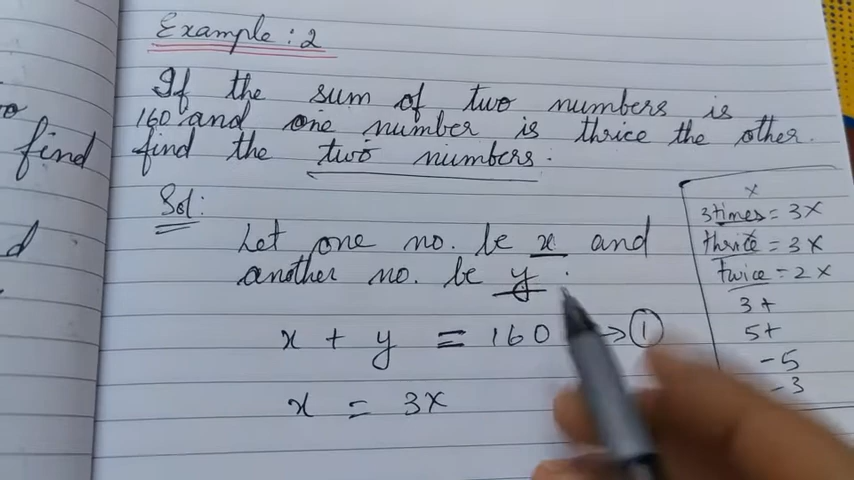 Example: 2
If the sum of two numbers is
160 and one number is thrice the other.
find the two numbers.
Sol:
Let one no. be x and
another no. be y.
x + y = 160 → 1
x = 3x
x
3times = 3x
thrice = 3x
twice = 2x
3+
5+
-5
-3
find
d